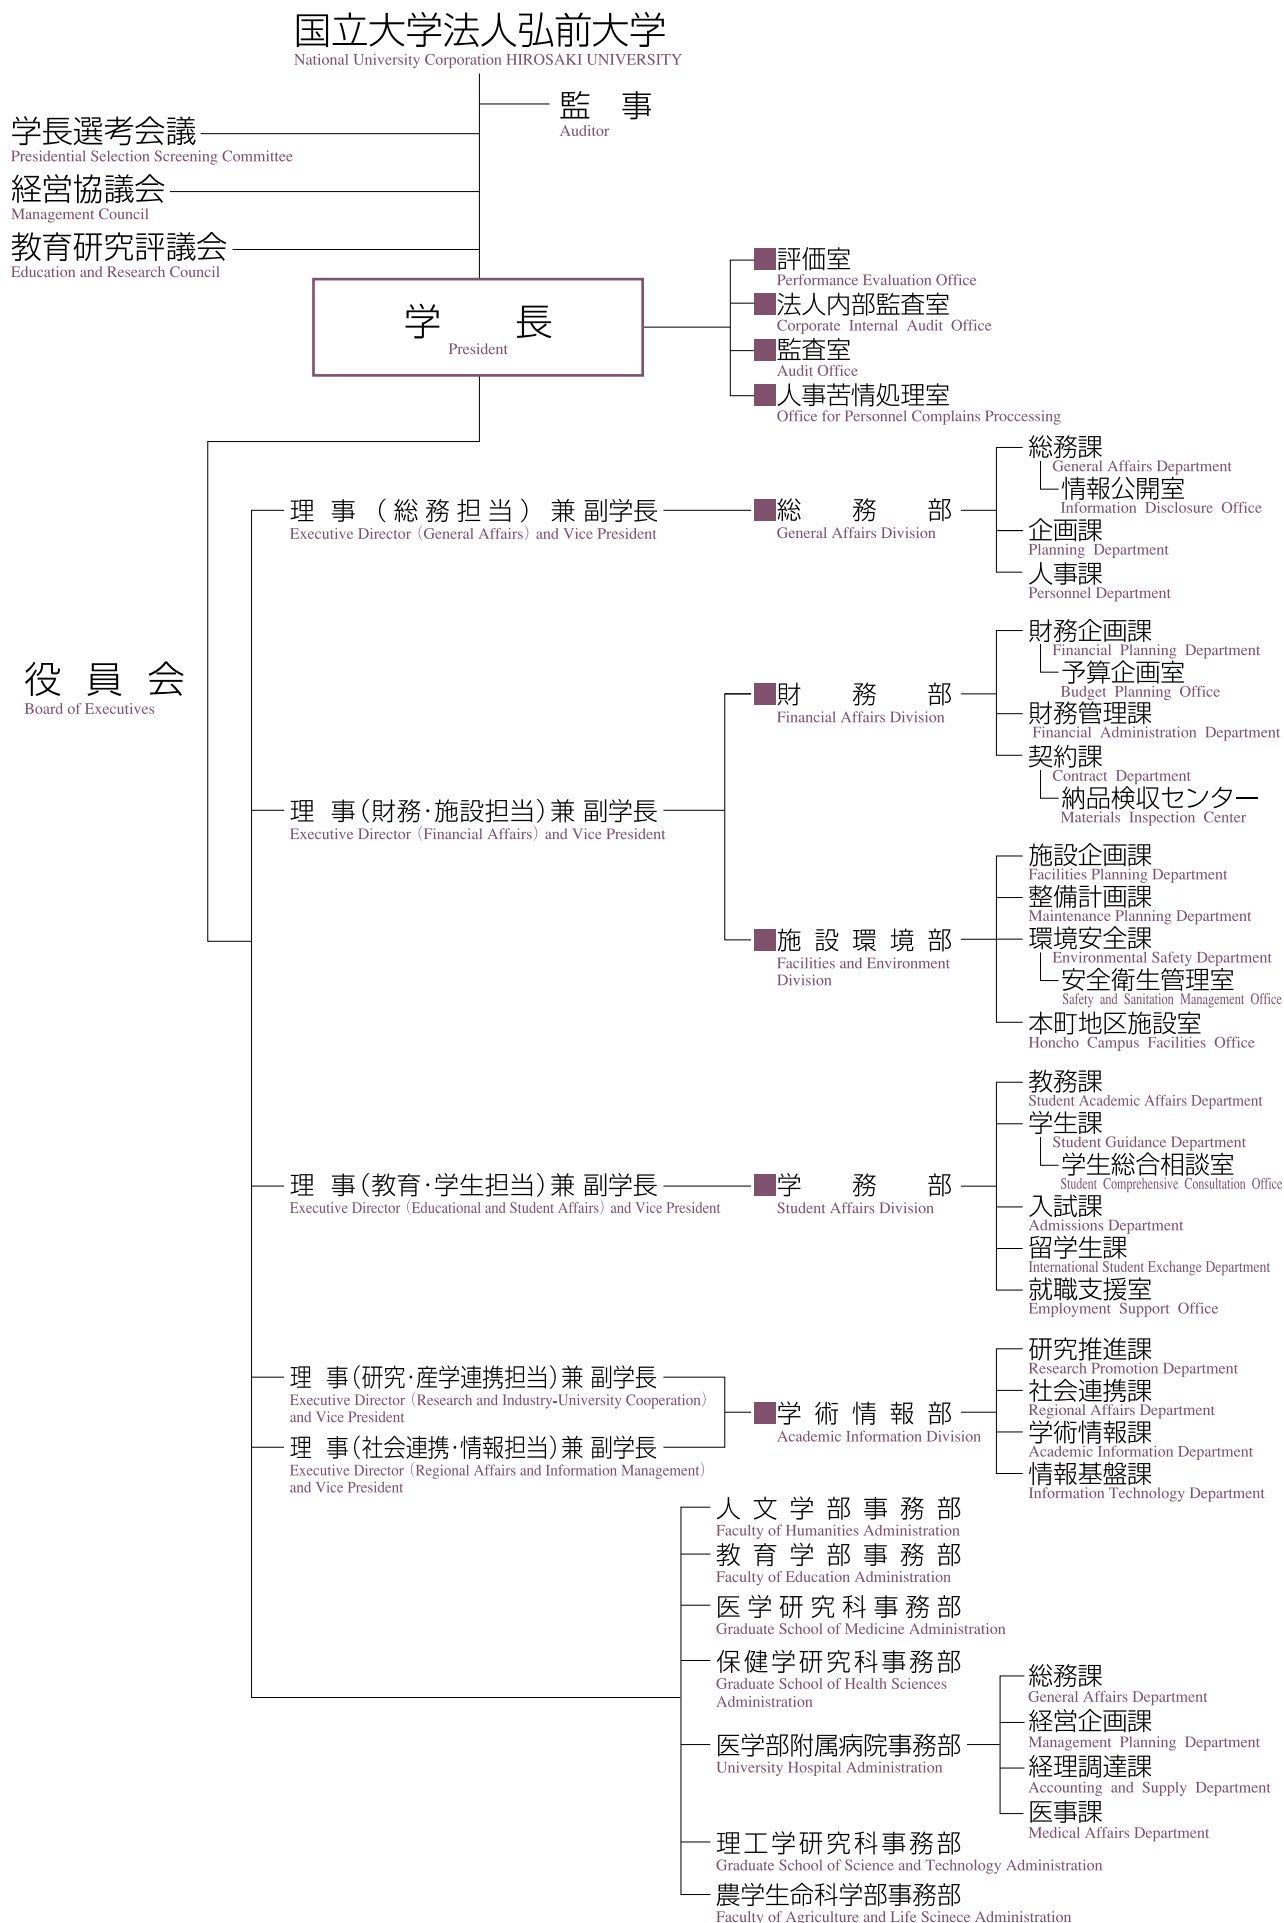 国立大学法人弘前大学
National University Corporation HIROSAKI UNIVERSITY
監 事
Auditor
学長選考会議
Presidential Selection Screening Committee
経営協議会
Management Council
教育研究評議会
Education and Research Council
学 長
President
評価室
Performance Evaluation Office
法人内部監査室
Corporate Internal Audit Office
監査室
Audit Office
人事苦情処理室
Office for Personnel Complains Proccessing
役 員 会
Board of Executives
理 事（総務担当）兼 副学長
Executive Director (General Affairs) and Vice President
総 務 部
General Affairs Division
総務課
General Affairs Department
情報公開室
Information Disclosure Office
企画課
Planning Department
人事課
Personnel Department
理 事（財務・施設担当）兼 副学長
Executive Director (Financial Affairs) and Vice President
財 務 部
Financial Affairs Division
財務企画課
Financial Planning Department
予算企画室
Budget Planning Office
財務管理課
Financial Administration Department
契約課
Contract Department
納品検収センター
Materials Inspection Center
施 設 環 境 部
Facilities and Environment
Division
施設企画課
Facilities Planning Department
整備計画課
Maintenance Planning Department
環境安全課
Environmental Safety Department
安全衛生管理室
Safety and Sanitation Management Office
本町地区施設室
Honcho Campus Facilities Office
理 事（教育・学生担当）兼 副学長
Executive Director (Educational and Student Affairs) and Vice President
学 務 部
Student Affairs Division
教務課
Student Academic Affairs Department
学生課
Student Guidance Department
学生総合相談室
Student Comprehensive Consultation Office
入試課
Admissions Department
留学生課
International Student Exchange Department
就職支援室
Employment Support Office
理 事（研究・産学連携担当）兼 副学長
Executive Director (Research and Industry-University Cooperation)
and Vice President
理 事（社会連携・情報担当）兼 副学長
Executive Director (Regional Affairs and Information Management)
and Vice President
学 術 情 報 部
Academic Information Division
研究推進課
Research Promotion Department
社会連携課
Regional Affairs Department
学術情報課
Academic Information Department
情報基盤課
Information Technology Department
人 文 学 部 事 務 部
Faculty of Humanities Administration
教 育 学 部 事 務 部
Faculty of Education Administration
医 学 研 究 科 事 務 部
Graduate School of Medicine Administration
保健学研究科事務部
Graduate School of Health Sciences
Administration
医学部附属病院事務部
University Hospital Administration
総務課
General Affairs Department
経営企画課
Management Planning Department
経理調達課
Accounting and Supply Department
医事課
Medical Affairs Department
理工学研究科事務部
Graduate School of Science and Technology Administration
農学生命科学部事務部
Faculty of Agriculture and Life Scinece Administration